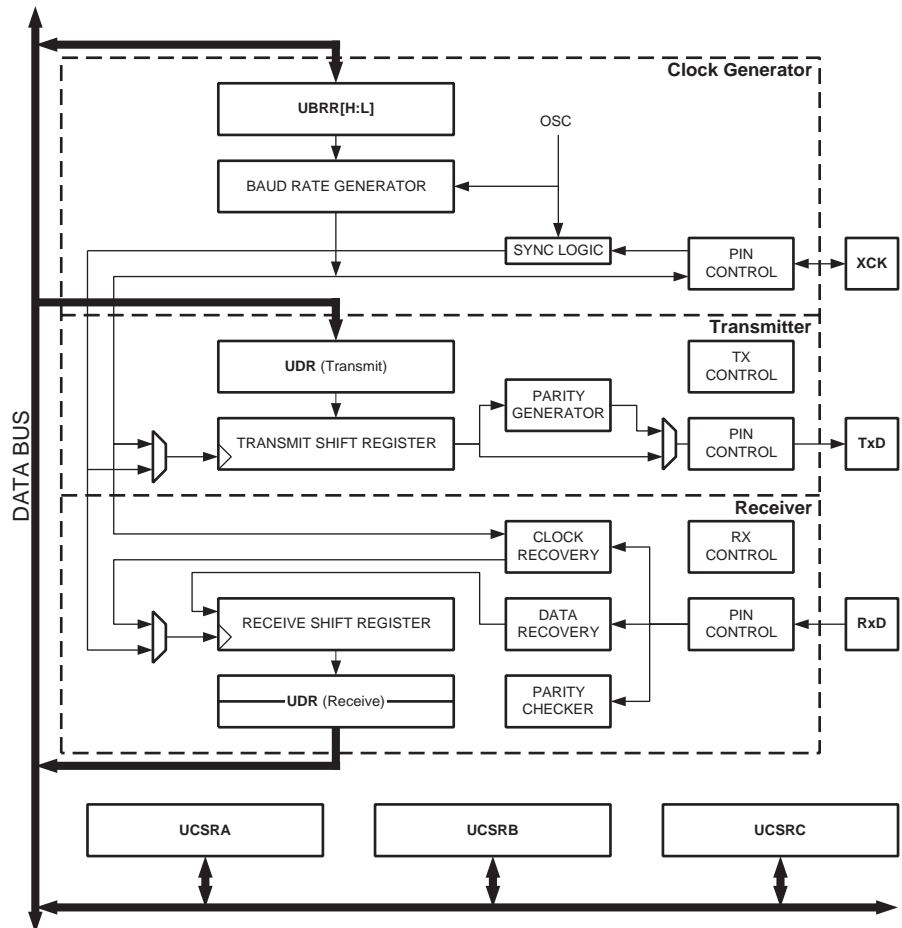 Clock Generator
UBRR[H:L]
OSC
BAUD RATE GENERATOR
SYNC LOGIC
PIN
CONTROL
XCK
Transmitter
UDR (Transmit)
TX
CONTROL
PARITY
GENERATOR
TRANSMIT SHIFT REGISTER
PIN
CONTROL
TxD
DATA BUS
Receiver
CLOCK
RECOVERY
RX
CONTROL
RECEIVE SHIFT REGISTER
DATA
RECOVERY
PIN
CONTROL
RxD
UDR (Receive)
PARITY
CHECKER
UCSRA
UCSRB
UCSRC